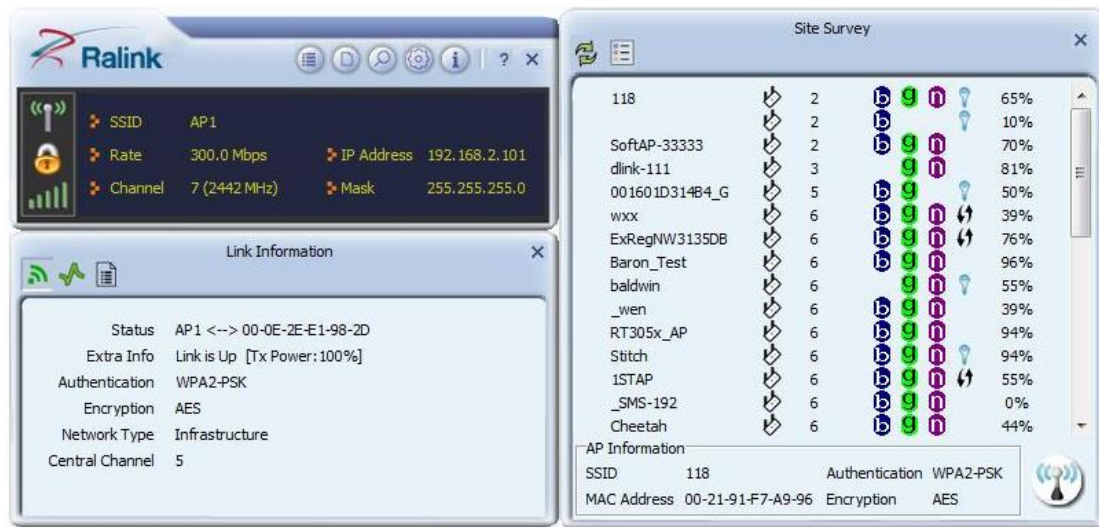 Ralink
? ×
SSID AP1
Rate 300.0 Mbps IP Address 192.168.2.101
Channel 7 (2442 MHz) Mask 255.255.255.0
Link Information
Status AP1 <--> 00-0E-2E-E1-98-2D
Extra Info Link is Up [Tx Power:100%]
Authentication WPA2-PSK
Encryption AES
Network Type Infrastructure
Central Channel 5
Site Survey
118 2 b g n 65%
2 b 10%
SoftAP-33333 2 b g n 70%
dlink-111 3 g n 81%
001601D314B4_G 5 b g 50%
wxx 6 b g n 39%
ExRegNW3135DB 6 b g n 76%
Baron_Test 6 b g n 96%
baldwin 6 g n 55%
_wen 6 b g n 39%
RT305x_AP 6 b g n 94%
Stitch 6 b g n 94%
1STAP 6 b g n 55%
_SMS-192 6 b g n 0%
Cheetah 6 b g n 44%
AP Information
SSID 118 Authentication WPA2-PSK
MAC Address 00-21-91-F7-A9-96 Encryption AES